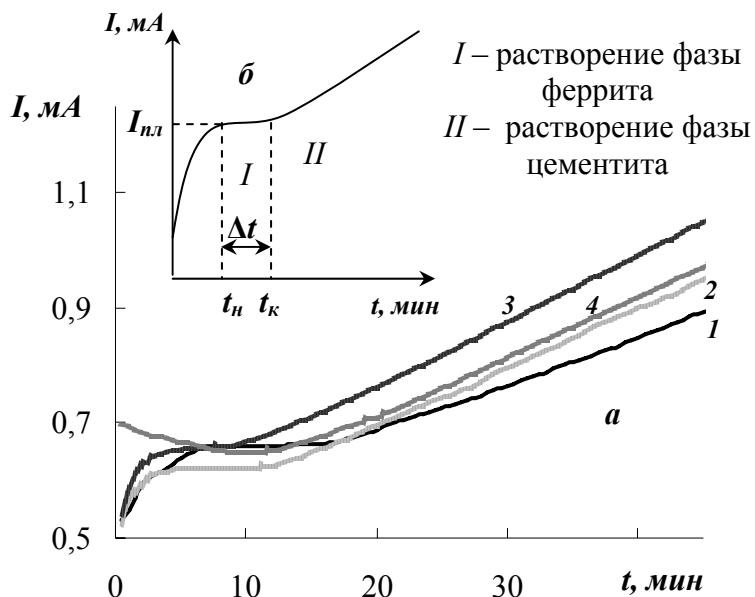 I, мА
б
I – растворение фазы
феррита
II – растворение фазы
цементита
I, мА
Iпл
I
II
1,1
Δt
tн
tк
t, мин
0,9
3
4
2
1
0,7
а
0,5
0
10
20
30
t, мин